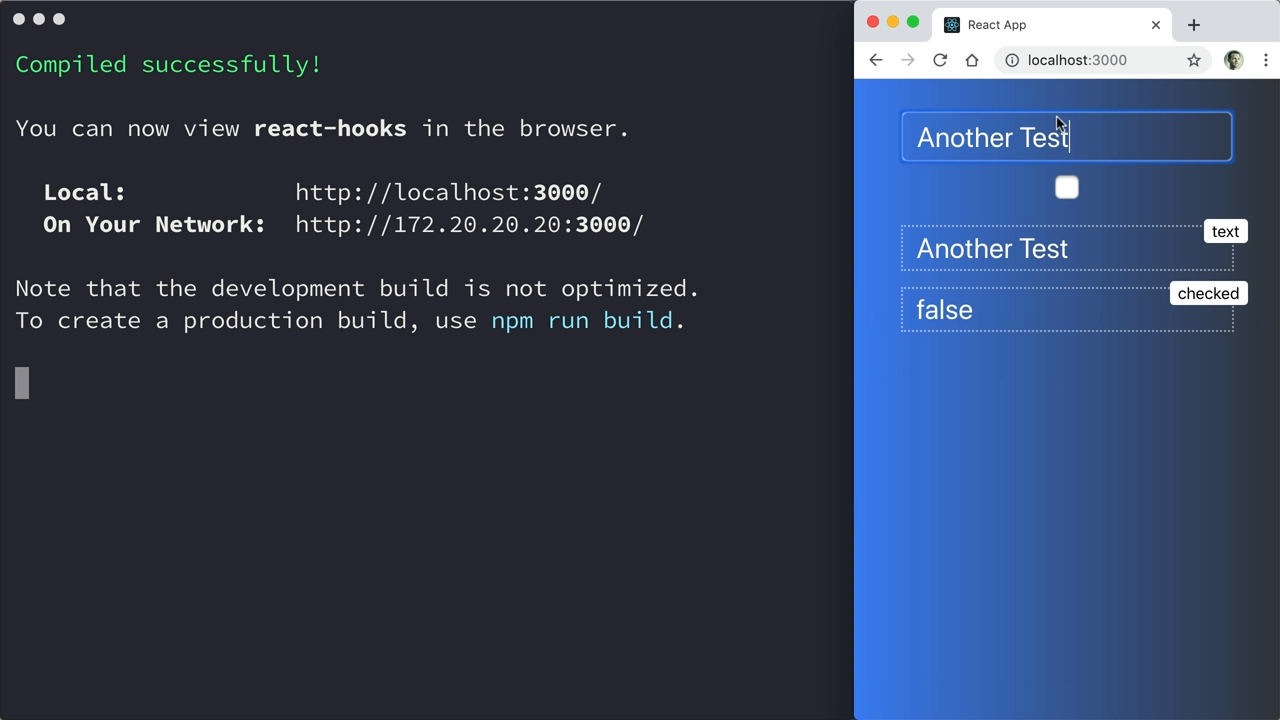 Compiled successfully!
You can now view react-hooks in the browser.
Local: http://localhost:3000/
On Your Network: http://172.20.20.20:3000/
Note that the development build is not optimized.
To create a production build, use npm run build.
React App
localhost:3000
Another Test
text
Another Test
checked
false